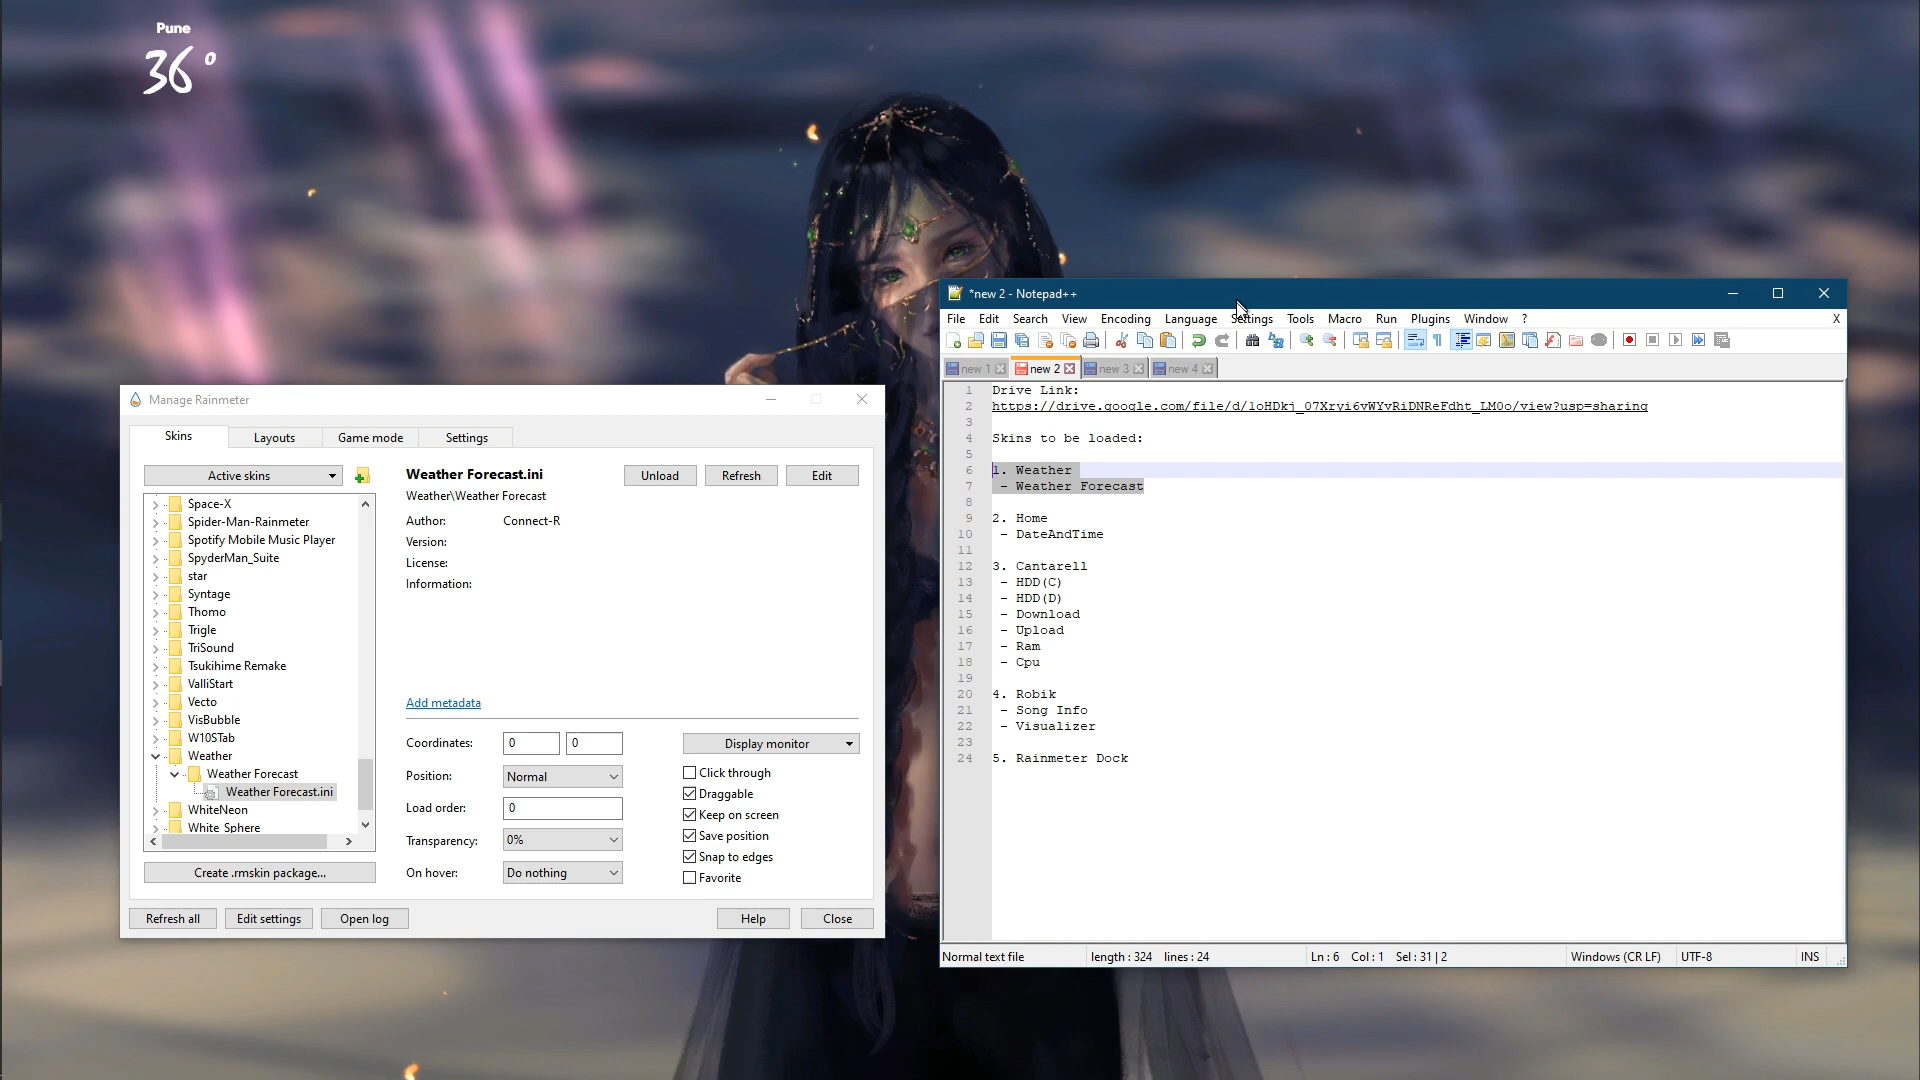 Pune
36°
Manage Rainmeter
Skins
Layouts
Game mode
Settings
Active skins
Space-X
Spider-Man-Rainmeter
Spotify Mobile Music Player
SpyderMan_Suite
star
Syntage
Thomo
Trigle
TriSound
Tsukihime Remake
ValliStart
Vecto
VisBubble
W10STab
Weather
Weather Forecast
Weather Forecast.ini
WhiteNeon
White Sphere
Create .rmskin package...
Refresh all
Edit settings
Open log
Weather Forecast.ini
Unload
Refresh
Edit
Weather\Weather Forecast
Author: Connect-R
Version:
License:
Information:
Add metadata
Coordinates: 0 0
Display monitor
Position: Normal
Load order: 0
Transparency: 0%
On hover: Do nothing
Click through
Draggable
Keep on screen
Save position
Snap to edges
Favorite
Help
Close
*new 2 - Notepad++
File Edit Search View Encoding Language Settings Tools Macro Run Plugins Window ? X
new 1 new 2 new 3 new 4
1 Drive Link:
2 https://drive.google.com/file/d/1oHDkj_07Xryi6vWYvRiDNReFdht_LM0o/view?usp=sharing
3
4 Skins to be loaded:
5
6 1. Weather
7 - Weather Forecast
8
9 2. Home
10 - DateAndTime
11
12 3. Cantarell
13 - HDD(C)
14 - HDD(D)
15 - Download
16 - Upload
17 - Ram
18 - Cpu
19
20 4. Robik
21 - Song Info
22 - Visualizer
23
24 5. Rainmeter Dock
Normal text file length : 324 lines : 24 Ln : 6 Col : 1 Sel : 31 | 2 Windows (CR LF) UTF-8 INS